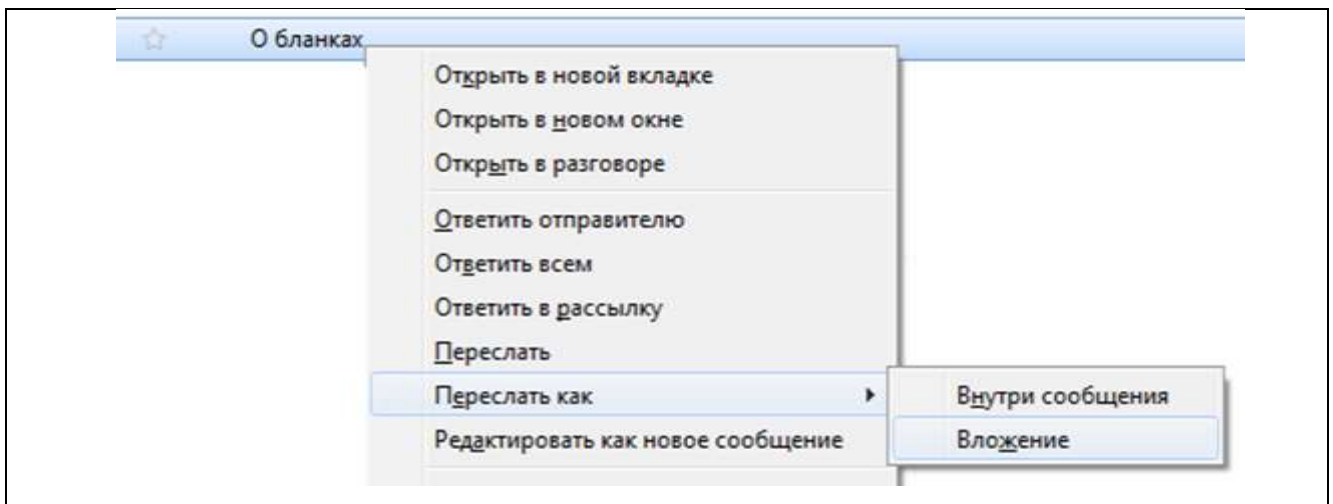 О бланках
Открыть в новой вкладке
Открыть в новом окне
Открыть в разговоре
Ответить отправителю
Ответить всем
Ответить в рассылку
Переслать
Переслать как
Внутри сообщения
Редактировать как новое сообщение
Вложение